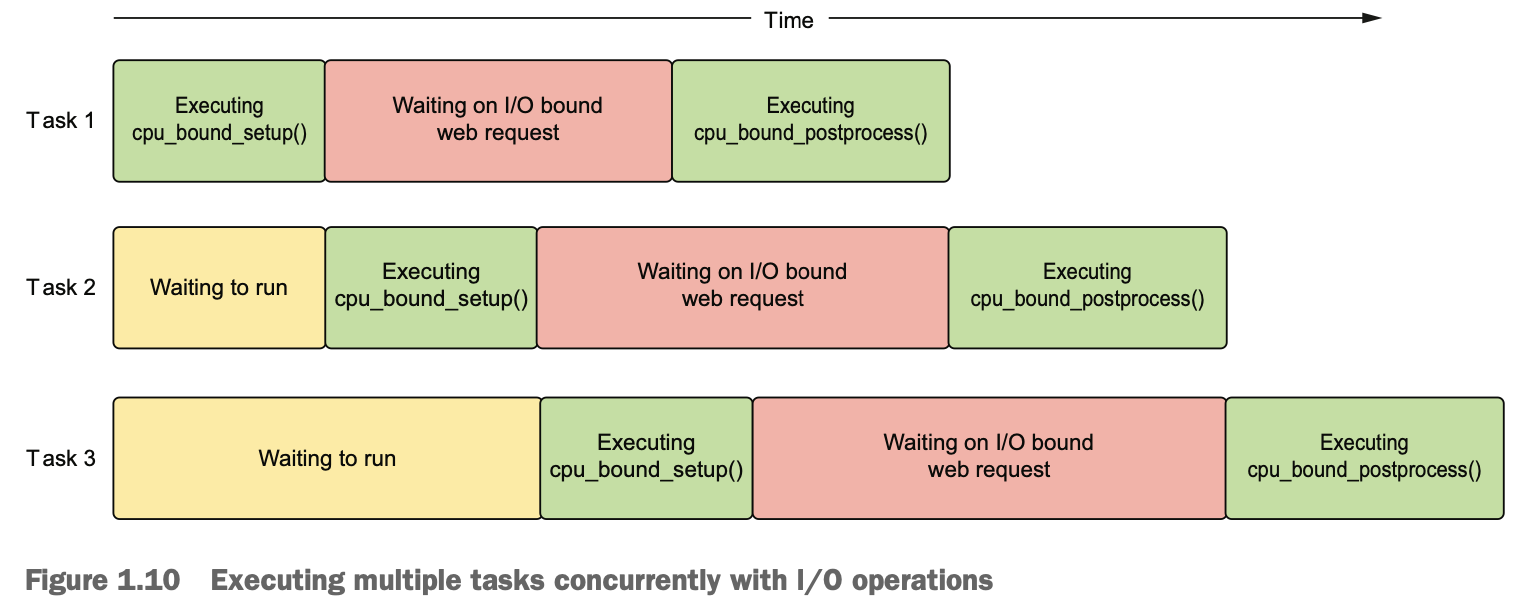 Time
Task 1
Executing
cpu_bound_setup()
Waiting on I/O bound
web request
Executing
cpu_bound_postprocess()
Task 2
Waiting to run
Executing
cpu_bound_setup()
Waiting on I/O bound
web request
Executing
cpu_bound_postprocess()
Task 3
Waiting to run
Executing
cpu_bound_setup()
Waiting on I/O bound
web request
Executing
cpu_bound_postprocess()
Figure 1.10 Executing multiple tasks concurrently with I/O operations